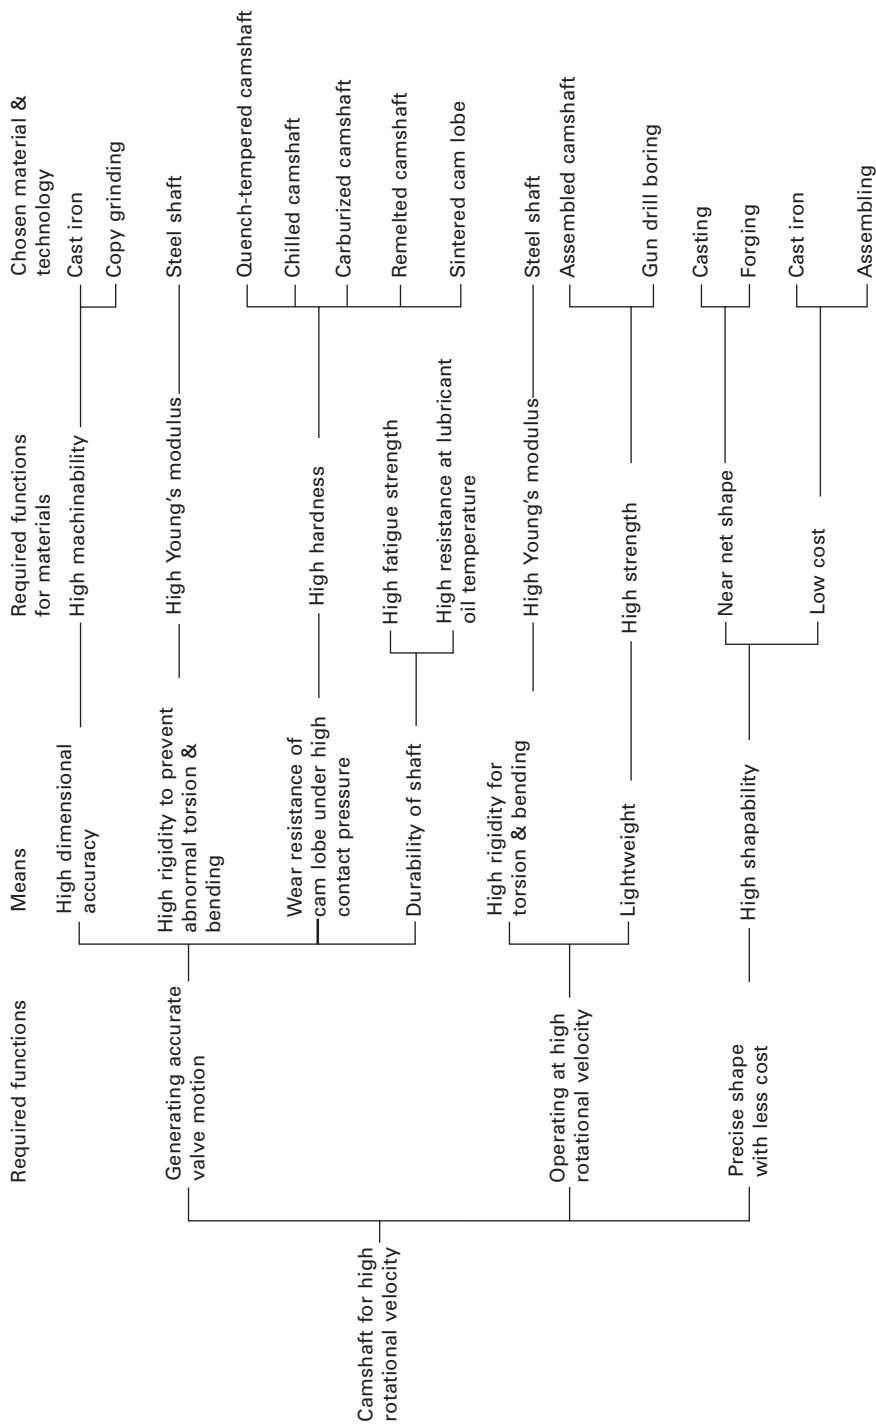 Required functions
Means
Required functions
for materials
Chosen material &
technology
Camshaft for high
rotational velocity
Generating accurate
valve motion
High dimensional
accuracy
High machinability
Cast iron
Copy grinding
High rigidity to prevent
abnormal torsion &
bending
High Young's modulus
Steel shaft
Wear resistance of
cam lobe under high
contact pressure
High hardness
Quench-tempered camshaft
Chilled camshaft
Carburized camshaft
Remelted camshaft
Sintered cam lobe
Durability of shaft
High fatigue strength
High resistance at lubricant
oil temperature
Operating at high
rotational velocity
High rigidity for
torsion & bending
High Young's modulus
Steel shaft
Lightweight
High strength
Assembled camshaft
Gun drill boring
Precise shape
with less cost
High shapability
Near net shape
Casting
Forging
Low cost
Cast iron
Assembling